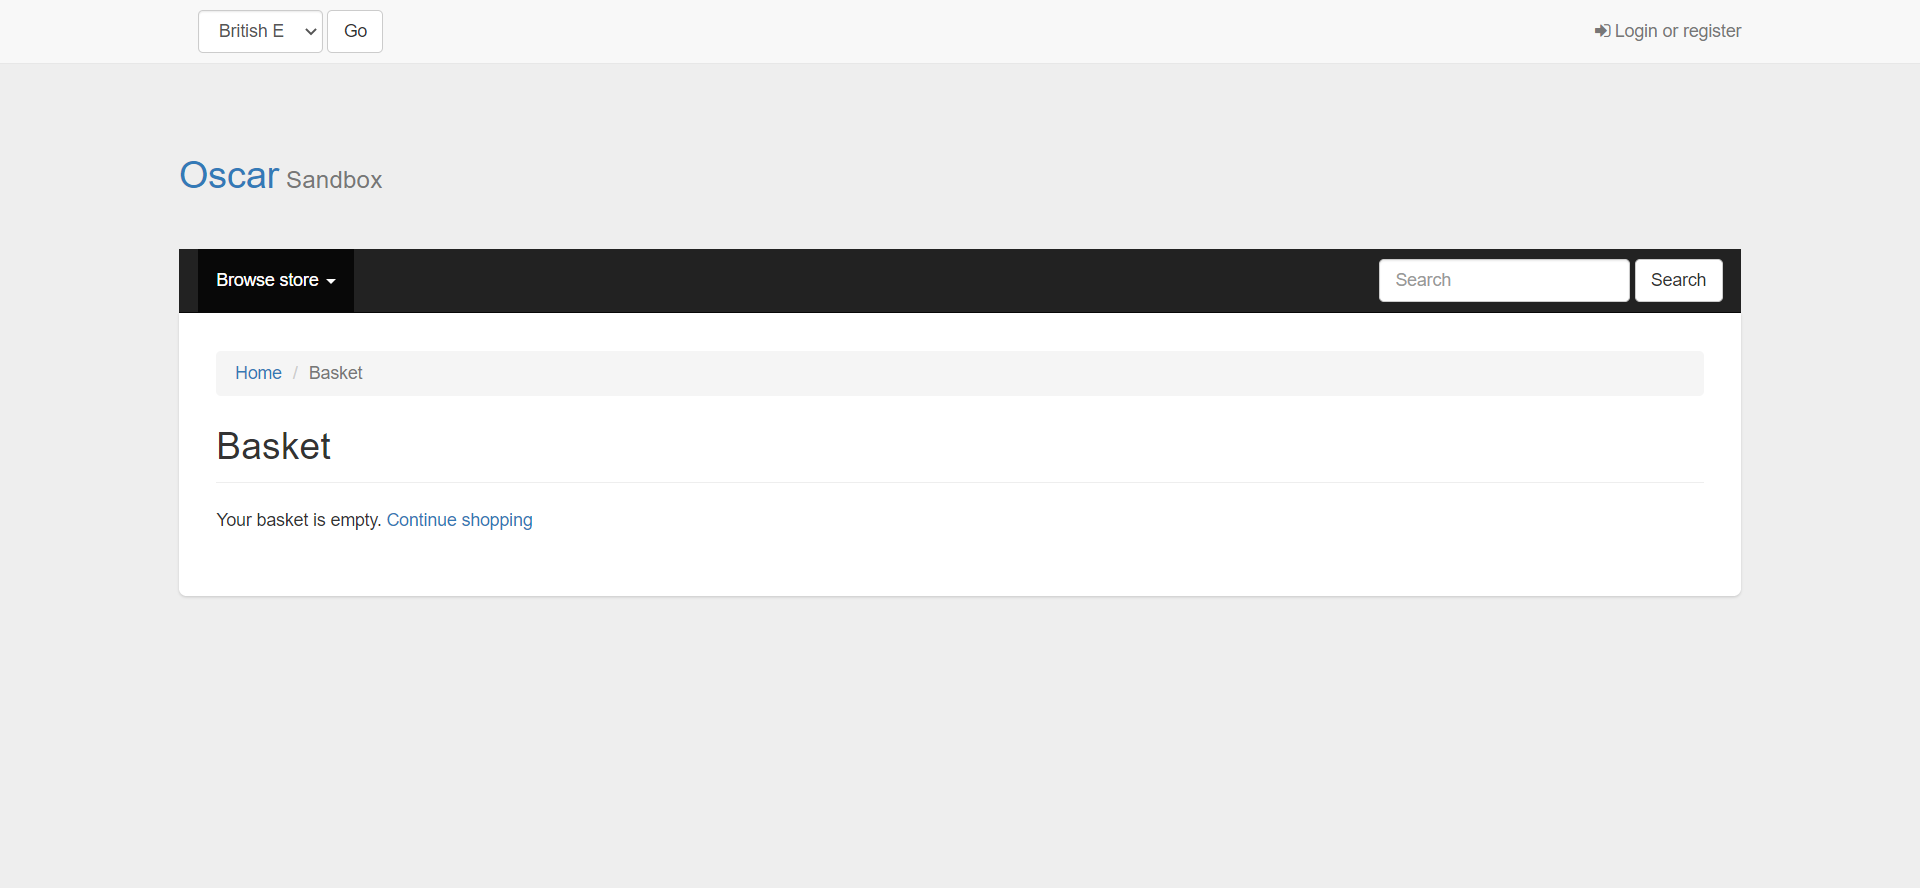 British E
Go
Login or register
Oscar Sandbox
Browse store
Search
Search
Home / Basket
Basket
Your basket is empty. Continue shopping